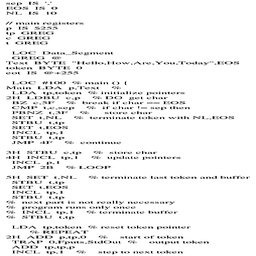 sep IS ','
EOS IS 0
NL IS 10
// main registers
p IS $255
tp GREG
c GREG
t GREG
LOC Data_Segment
GREG @
Text BYTE "Hello,How,Are,You,Today",EOS
token BYTE 0
eot IS @+255
LOC #100 % main () {
Main LDA p,Text %
LDA tp,token % initialize pointers
2H LDBU c,p % DO get char
BZ c,5F % break if char == EOS
CMP t,c,sep % if char != sep then
PBNZ t,3F % store char
SET t,NL % terminate token with NL,EOS
STBU t,tp
SET t,EOS
INCL tp,1
STBU t,tp
JMP 4F % continue
3H STBU c,tp % store char
4H INCL tp,1 % update pointers
INCL p,1
JMP 2B % LOOP
5H SET t,NL % terminate last token and buffer
STBU t,tp
SET t,EOS
INCL tp,1
STBU t,tp
% next part is not really necessary
% program runs only once
% INCL tp,1 % terminate buffer
% STBU t,tp
LDA tp,token % reset token pointer
% REPEAT
2H ADD p,tp,0 % start of token
TRAP 0,Fputs,StdOut % output token
ADD tp,tp,p
INCL tp,1 % step to next token